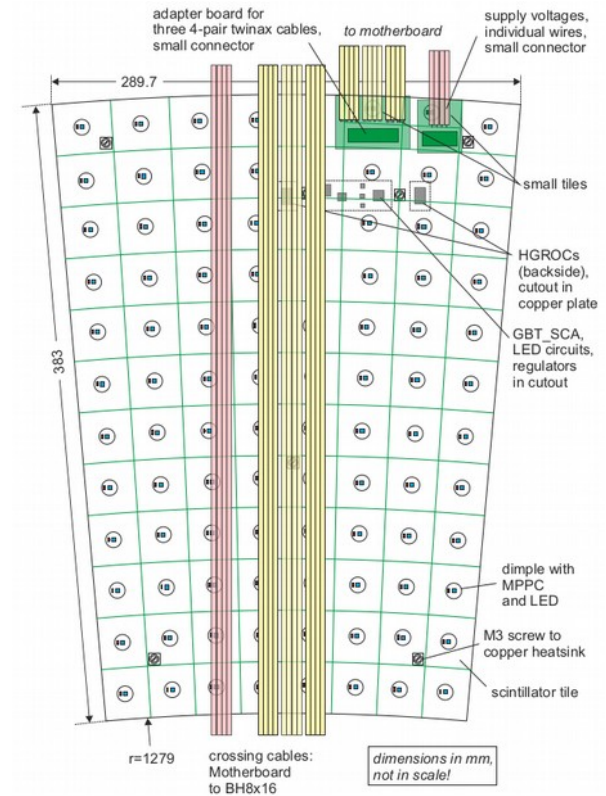 adapter board for
three 4-pair twinax cables,
small connector
to motherboard
supply voltages,
individual wires,
small connector
289.7
small tiles
HGROCs
(backside),
cutout in
copper plate
GBT_SCA,
LED circuits,
regulators
in cutout
383
dimple with
MPPC
and LED
M3 screw to
copper heatsink
scintillator tile
r=1279
crossing cables:
Motherboard
to BH8x16
dimensions in mm,
not in scale!